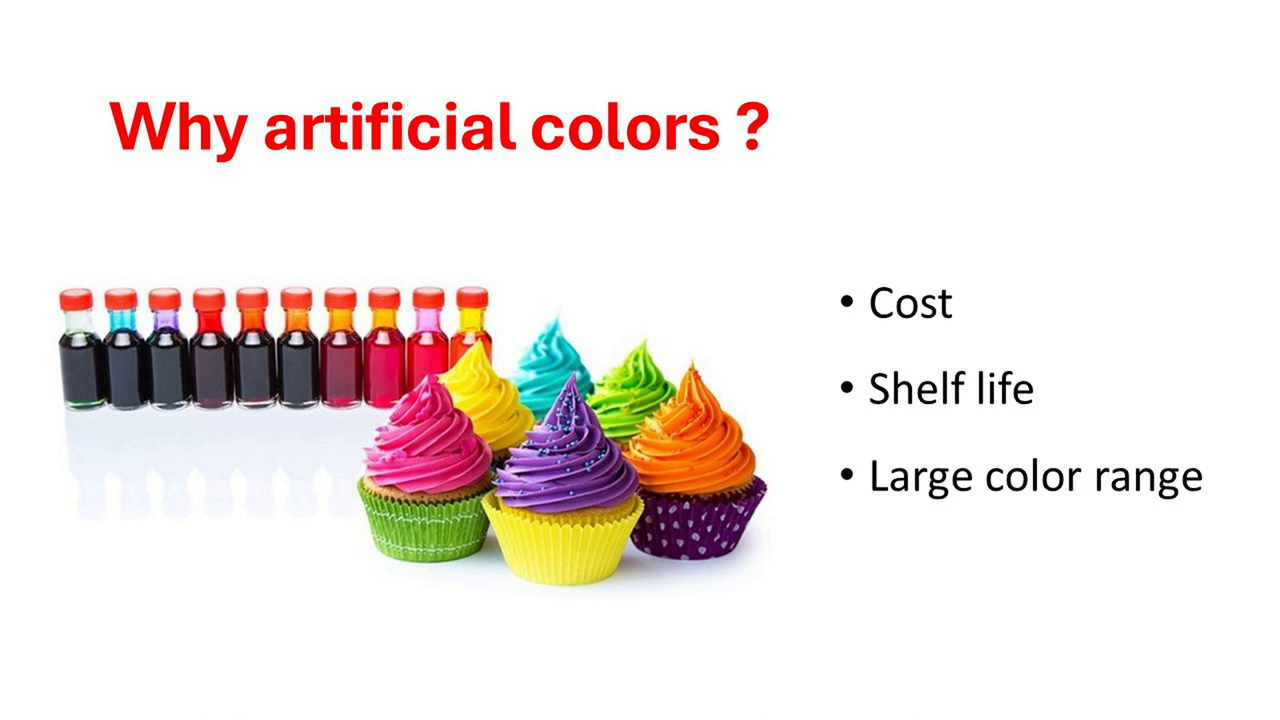 Why artificial colors ?
• Cost
• Shelf life
• Large color range